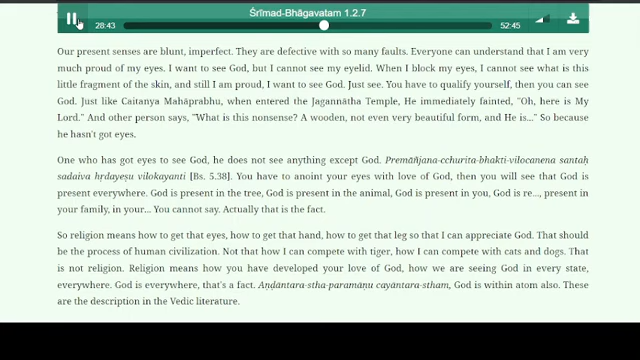 Śrīmad-Bhāgavatam 1.2.7
28:43
52:45
Our present senses are blunt, imperfect. They are defective with so many faults. Everyone can understand that I am very
much proud of my eyes. I want to see God, but I cannot see my eyelid. When I block my eyes, I cannot see what is this
little fragment of the skin, and still I am proud, I want to see God. Just see. You have to qualify yourself, then you can see
God. Just like Caitanya Mahāprabhu, when entered the Jagannātha Temple, He immediately fainted, "Oh, here is My
Lord." And other person says, "What is this nonsense? A wooden, not even very beautiful form, and He is..." So because
he hasn't got eyes.
One who has got eyes to see God, he does not see anything except God. Premāñjana-cchurita-bhakti-vilocanena santaḥ
sadaiva hṛdayeṣu vilokayanti [Bs. 5.38]. You have to anoint your eyes with love of God, then you will see that God is
present everywhere. God is present in the tree, God is present in the animal, God is present in you, God is re..., present in
your family, in your... You cannot say. Actually that is the fact.
So religion means how to get that eyes, how to get that hand, how to get that leg so that I can appreciate God. That should
be the process of human civilization. Not that how I can compete with tiger, how I can compete with cats and dogs. That
is not religion. Religion means how you have developed your love of God, how we are seeing God in every state,
everywhere. God is everywhere, that's a fact. Aṇḍāntara-stha-paramāṇu cayāntara-stham, God is within atom also. These
are the description in the Vedic literature.